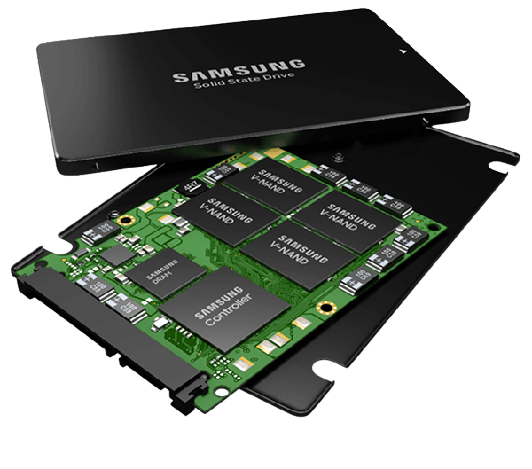 SAMSUNG
Solid State Drive
SAMSUNG
V-NAND
SAMSUNG
V-NAND
SAMSUNG
V-NAND
SAMSUNG
V-NAND
SAMSUNG
DRAM
SAMSUNG
Controller